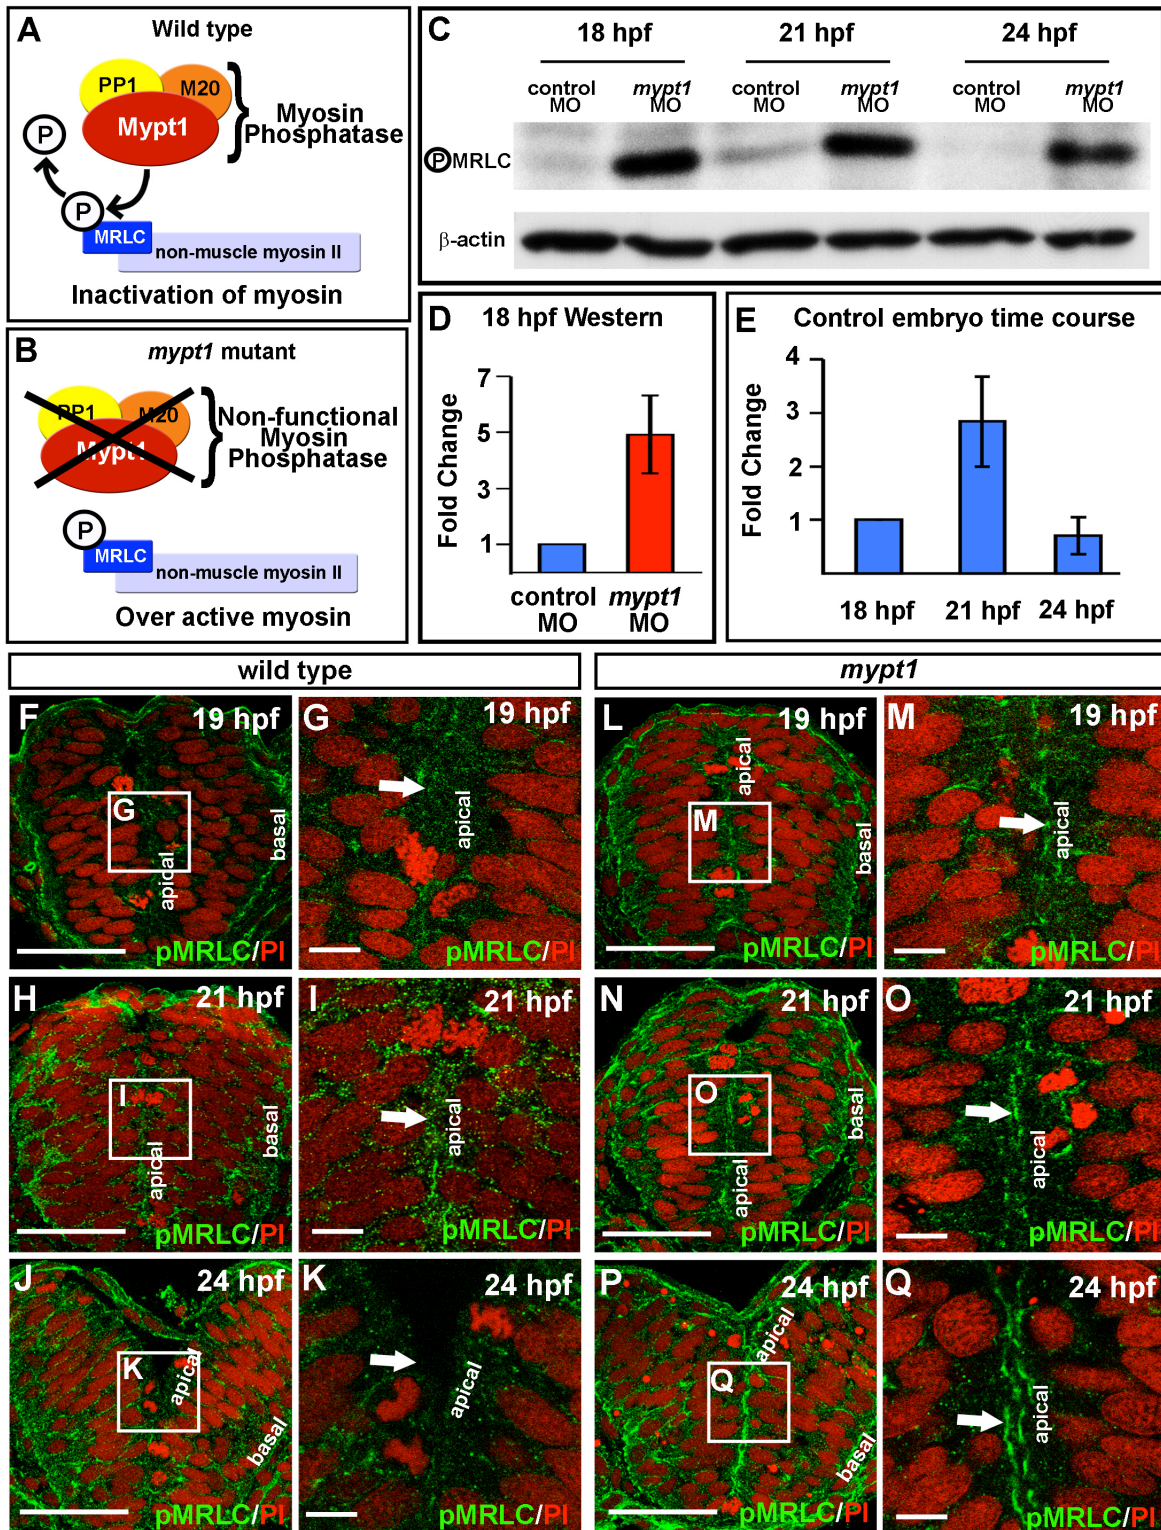 A
Wild type
PP1
M20
Mypt1
Myosin
Phosphatase
P
P
MRLC
non-muscle myosin II
Inactivation of myosin
B
mypt1 mutant
PP1
M20
Mypt1
Non-functional
Myosin
Phosphatase
P
MRLC
non-muscle myosin II
Over active myosin
C
18 hpf
21 hpf
24 hpf
control MO
mypt1 MO
control MO
mypt1 MO
control MO
mypt1 MO
P MRLC
β-actin
D
18 hpf Western
Fold Change
7
5
3
1
control MO
mypt1 MO
E
Control embryo time course
Fold Change
4
3
2
1
18 hpf
21 hpf
24 hpf
wild type
mypt1
F
19 hpf
G
apical
basal
pMRLC/PI
G
19 hpf
apical
pMRLC/PI
L
19 hpf
apical
M
basal
pMRLC/PI
M
19 hpf
apical
pMRLC/PI
H
21 hpf
I
apical
basal
pMRLC/PI
I
21 hpf
apical
pMRLC/PI
N
21 hpf
O
apical
basal
pMRLC/PI
O
21 hpf
apical
pMRLC/PI
J
24 hpf
K
apical
basal
pMRLC/PI
K
24 hpf
apical
pMRLC/PI
P
24 hpf
apical
Q
basal
pMRLC/PI
Q
24 hpf
apical
pMRLC/PI